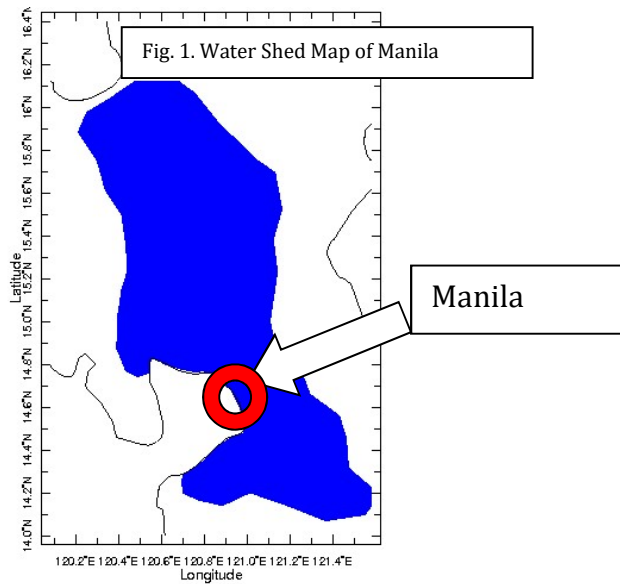 Fig. 1. Water Shed Map of Manila
Manila
Latitude
16.4°N
16.2°N
16°N
15.8°N
15.6°N
15.4°N
15.2°N
15.0°N
14.8°N
14.6°N
14.4°N
14.2°N
14.0°N
120.2°E 120.4°E 120.6°E 120.8°E 121.0°E 121.2°E 121.4°E
Longitude